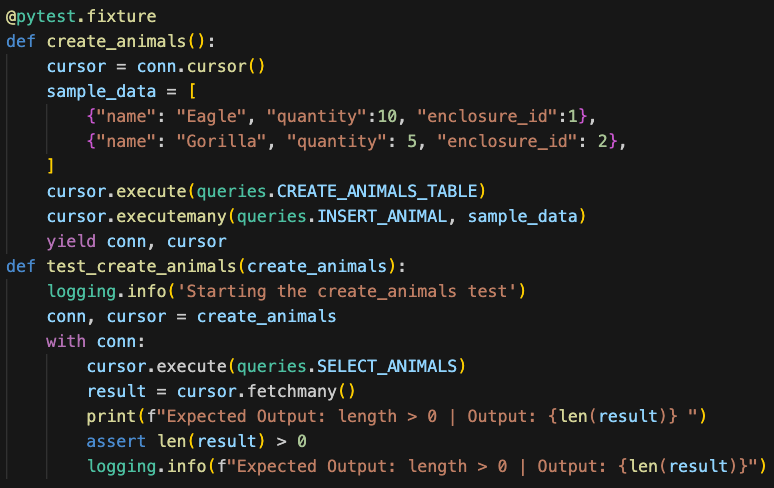 @pytest.fixture
def create_animals():
    cursor = conn.cursor()
    sample_data = [
        {"name": "Eagle", "quantity":10, "enclosure_id":1},
        {"name": "Gorilla", "quantity": 5, "enclosure_id": 2},
    ]
    cursor.execute(queries.CREATE_ANIMALS_TABLE)
    cursor.executemany(queries.INSERT_ANIMAL, sample_data)
    yield conn, cursor
def test_create_animals(create_animals):
    logging.info('Starting the create_animals test')
    conn, cursor = create_animals
    with conn:
        cursor.execute(queries.SELECT_ANIMALS)
        result = cursor.fetchmany()
        print(f"Expected Output: length > 0 | Output: {len(result)} ")
        assert len(result) > 0
        logging.info(f"Expected Output: length > 0 | Output: {len(result)}")